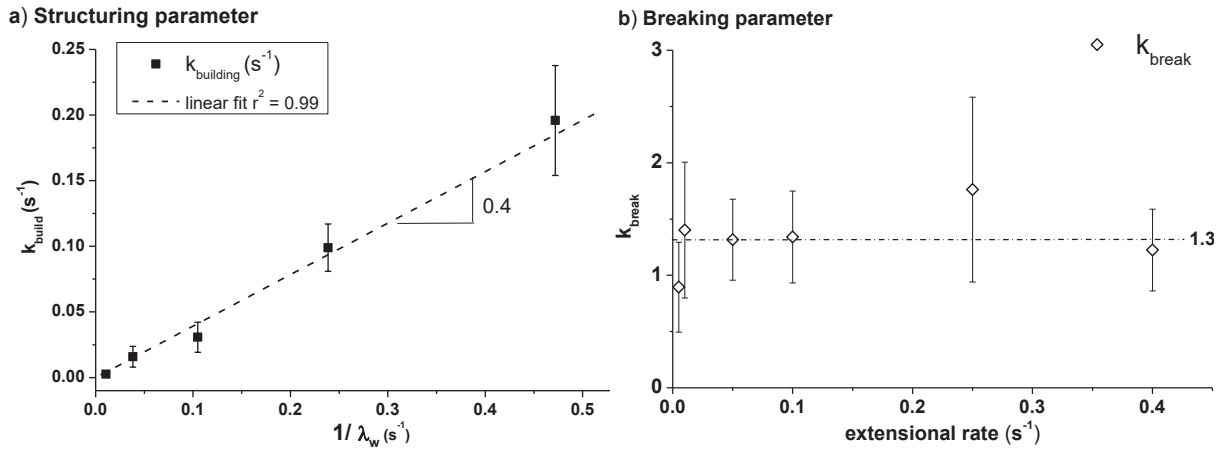 a) Structuring parameter
k_building (s^-1)
linear fit r^2 = 0.99
0.25
0.20
0.15
0.10
0.05
0.00
k_build (s^-1)
0.4
0.0 0.1 0.2 0.3 0.4 0.5
1/ λ_w (s^-1)
b) Breaking parameter
k_break
3
2
1
0
k_break
1.3
0.0 0.1 0.2 0.3 0.4
extensional rate (s^-1)